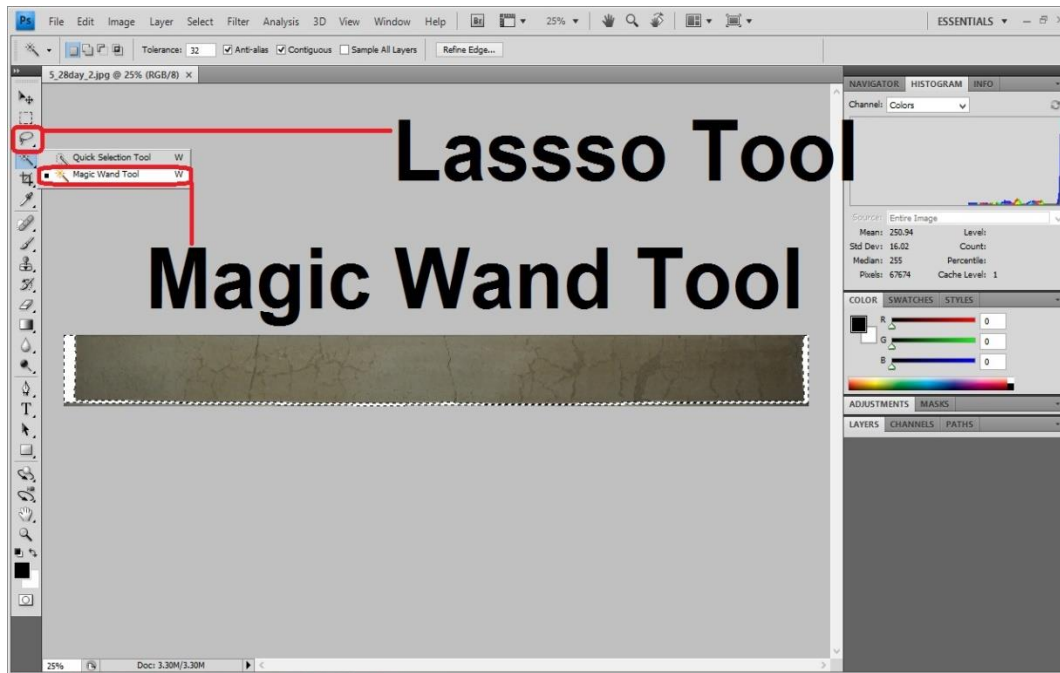 Ps File Edit Image Layer Select Filter Analysis 3D View Window Help Br 25% ESSENTIALS
Tolerance: 32 Anti-alias Contiguous Sample All Layers Refine Edge...
5_28day_2.jpg @ 25% (RGB/8) ×
NAVIGATOR HISTOGRAM INFO
Channel: Colors
Lassso Tool
Quick Selection Tool W
Magic Wand Tool W
Magic Wand Tool
Source: Entire Image
Mean: 250.94 Level:
Std Dev: 16.02 Count:
Median: 255 Percentile:
Pixels: 67674 Cache Level: 1
COLOR SWATCHES STYLES
R 0
G 0
B 0
ADJUSTMENTS MASKS
LAYERS CHANNELS PATHS
T
25% Doc: 3.30M/3.30M